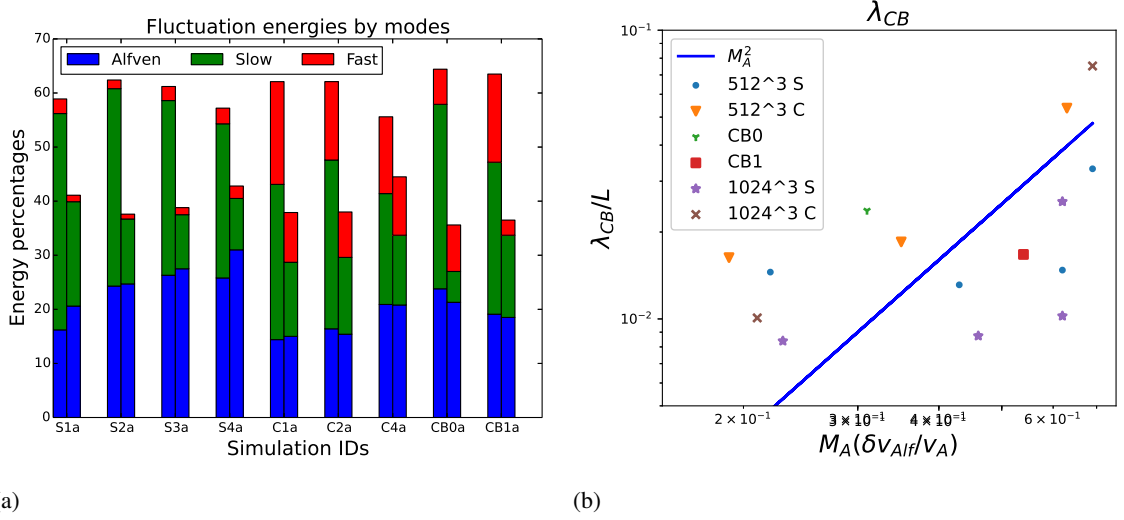 Fluctuation energies by modes
Alfven Slow Fast
70
60
50
40
30
20
10
0
Energy percentages
S1a S2a S3a S4a C1a C2a C4a CB0a CB1a
Simulation IDs
a)
λ_CB
M_A^2
512^3 S
512^3 C
CB0
CB1
1024^3 S
1024^3 C
10^−1
10^−2
λ_CB/L
2 × 10^−1 3 × 10^−1 4 × 10^−1 6 × 10^−1
M_A(δv_Alf/v_A)
(b)